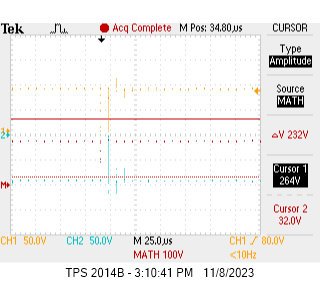 Tek Acq Complete M Pos: 34.80µs CURSOR
Type
Amplitude
Source
MATH
△V 232V
Cursor 1
264V
Cursor 2
32.0V
1
2
M
CH1 50.0V CH2 50.0V M 25.0µs CH1 / 80.0V
MATH 100V <10Hz
TPS 2014B - 3:10:41 PM 11/8/2023